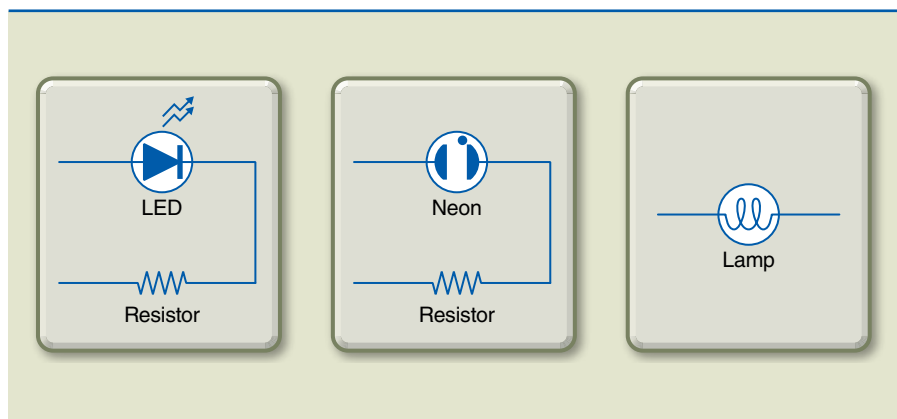 LED
Resistor
Neon
Resistor
Lamp